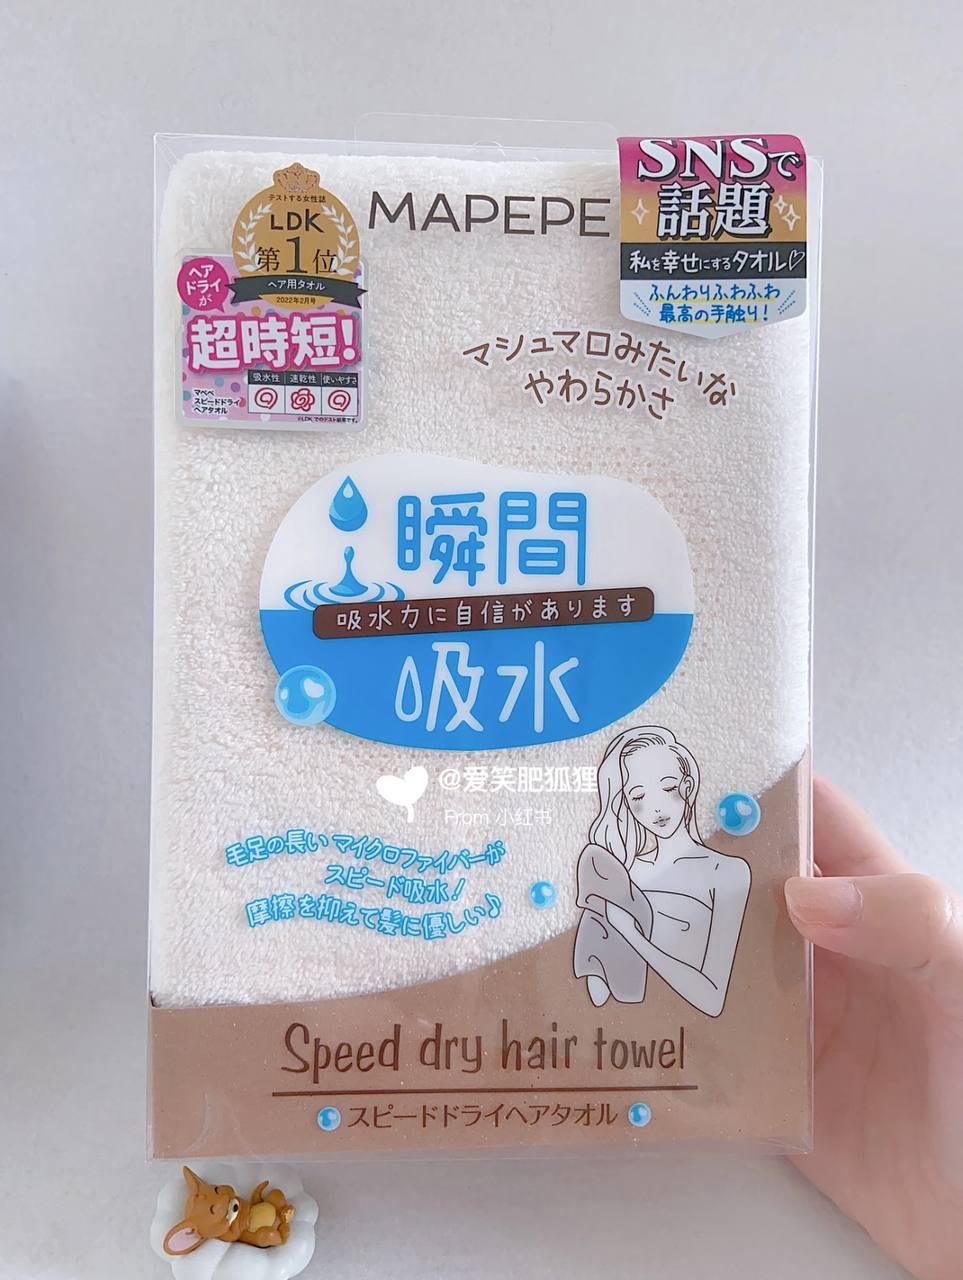 MAPEPE
SNSで
話題
私を幸せにするタオル♡
ふんわりふわふわ
最高の手触り！
テストする女性誌
LDK
第1位
ヘア用タオル
2022年2月号
ヘア
ドライ
が
超時短！
吸水性 速乾性 使いやすさ
マペペ
スピードドライ
ヘアタオル
※LDKでのテスト結果です。
マシュマロみたいな
やわらかさ
瞬間
吸水力に自信があります
吸水
@爱笑肥狐狸
From 小红书
毛足の長いマイクロファイバーが
スピード吸水！
摩擦を抑えて髪に優しい♪
Speed dry hair towel
スピードドライヘアタオル